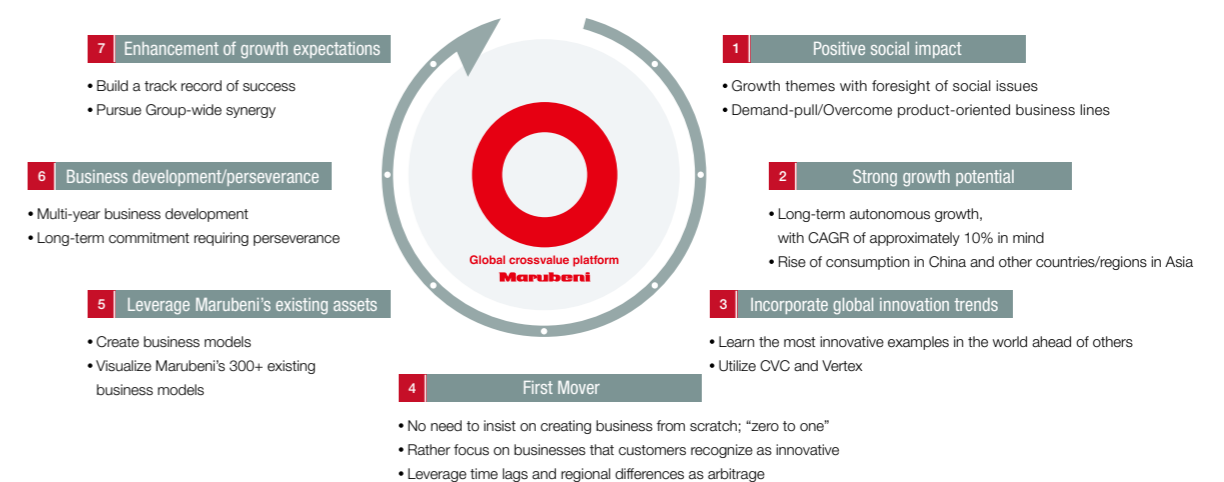 1 Positive social impact
• Growth themes with foresight of social issues
• Demand-pull/Overcome product-oriented business lines
2 Strong growth potential
• Long-term autonomous growth,
with CAGR of approximately 10% in mind
• Rise of consumption in China and other countries/regions in Asia
3 Incorporate global innovation trends
• Learn the most innovative examples in the world ahead of others
• Utilize CVC and Vertex
4 First Mover
• No need to insist on creating business from scratch; “zero to one”
• Rather focus on businesses that customers recognize as innovative
• Leverage time lags and regional differences as arbitrage
5 Leverage Marubeni’s existing assets
• Create business models
• Visualize Marubeni’s 300+ existing
business models
6 Business development/perseverance
• Multi-year business development
• Long-term commitment requiring perseverance
7 Enhancement of growth expectations
• Build a track record of success
• Pursue Group-wide synergy
Global crossvalue platform
Marubeni